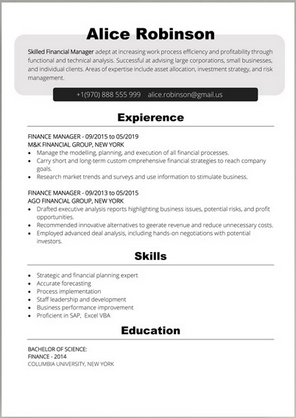 Alice Robinson
Skilled Financial Manager adept at increasing work process efficiency and profitability through
functional and technical analysis. Successful at advising large corporations, small businesses,
and individual clients. Areas of expertise include asset allocation, investment strategy, and risk
management.
+1(970) 888 555 999 alice.robinson@gmail.us
Expierence
FINANCE MANAGER - 09/2015 to 05/2019
M&K FINANCIAL GROUP, NEW YORK
• Manage the modelling, planning, and execution of all financial processes.
• Carry short and long-term custom cmprehensive financial strategies to reach company
goals.
• Research market trends and surveys and use information to stimulate business.
FINANCE MANAGER - 09/2013 to 05/2015
AGO FINANCIAL GROUP, NEW YORK
• Drafted executive analysis reports highlighting business issues, potential risks, and profit
opportunities.
• Recommended innovative alternatives to geerate revenue and reduce unnecessary costs.
• Employed advanced deal analysis, including hands-on negotiations with potential
investors.
Skills
• Strategic and financial planning expert
• Accurate forecasting
• Process implementation
• Staff leadership and development
• Business performance improvement
• Proficient in SAP, Excel VBA
Education
BACHELOR OF SCIENCE:
FINANCE - 2014
COLUMBIA UNIVERSITY, NEW YORK